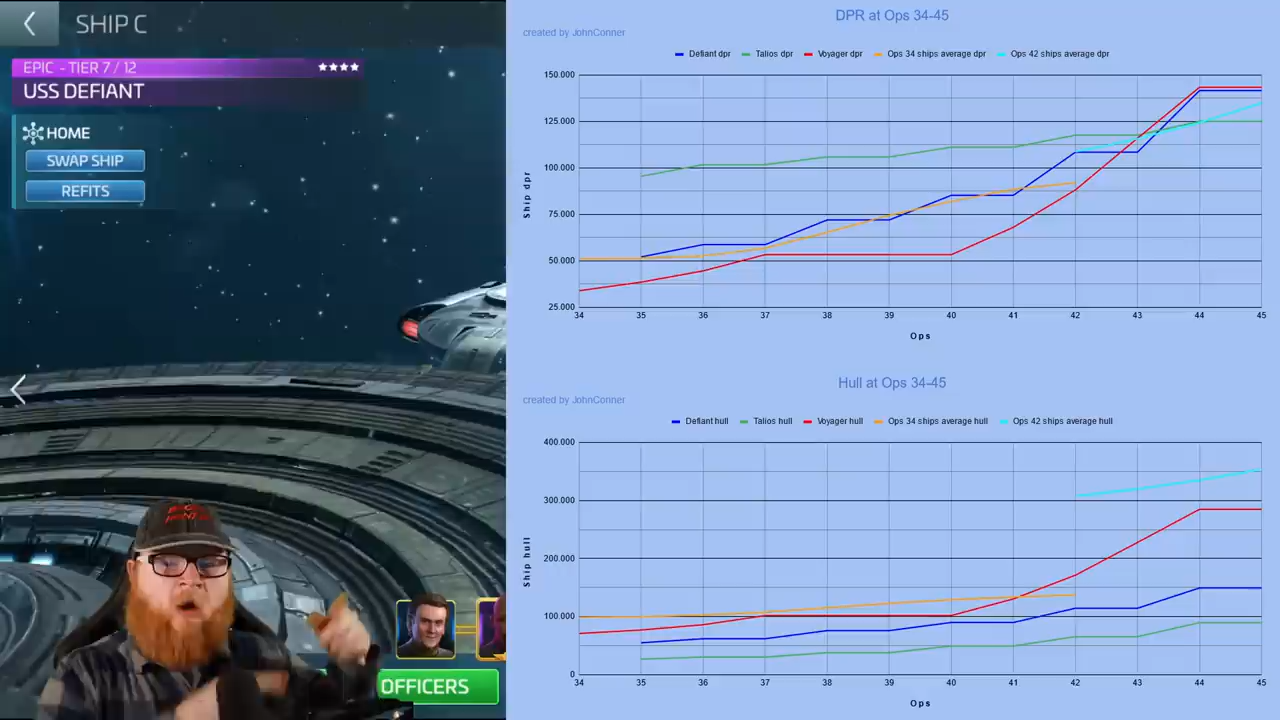 SHIP C
EPIC - TIER 7 / 12
USS DEFIANT
HOME
SWAP SHIP
REFITS
OFFICERS
DPR at Ops 34-45
created by JohnConner
Defiant dpr
Talios dpr
Voyager dpr
Ops 34 ships average dpr
Ops 42 ships average dpr
150.000
125.000
100.000
75.000
50.000
25.000
Ship dpr
34 35 36 37 38 39 40 41 42 43 44 45
Ops
Hull at Ops 34-45
created by JohnConner
Defiant hull
Talios hull
Voyager hull
Ops 34 ships average hull
Ops 42 ships average hull
400.000
300.000
200.000
100.000
0
Ship hull
34 35 36 37 38 39 40 41 42 43 44 45
Ops